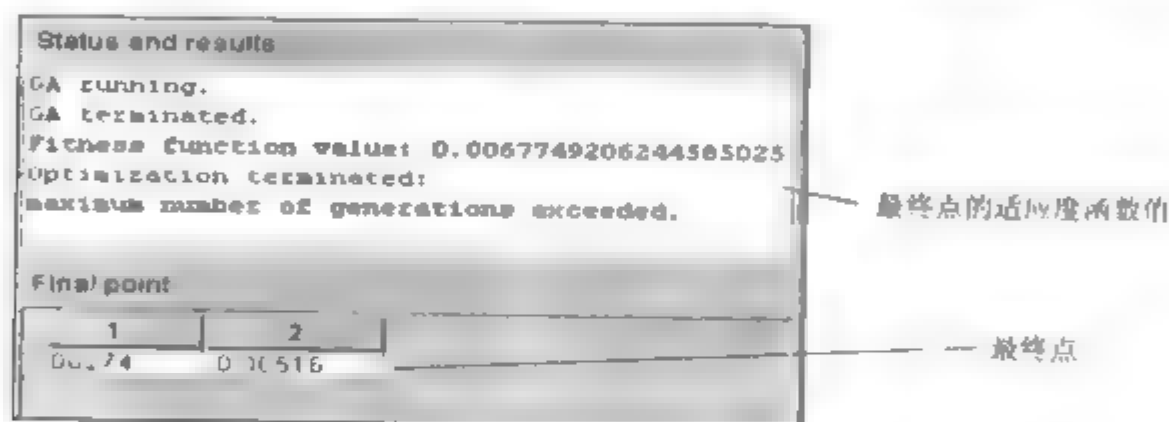 Status and results
GA running.
GA terminated.
Fitness function value: 0.0067749206244585025
Optimization terminated:
maximum number of generations exceeded.
最终点的适应度函数值
Final point
1 2
最终点